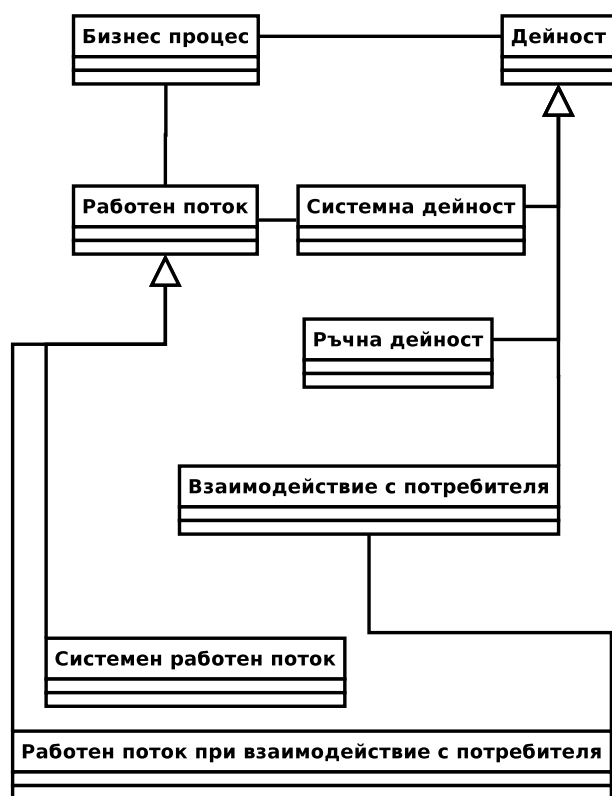 Бизнес процес
Дейност
Работен поток
Системна дейност
Ръчна дейност
Взаимодействие с потребителя
Системен работен поток
Работен поток при взаимодействие с потребителя